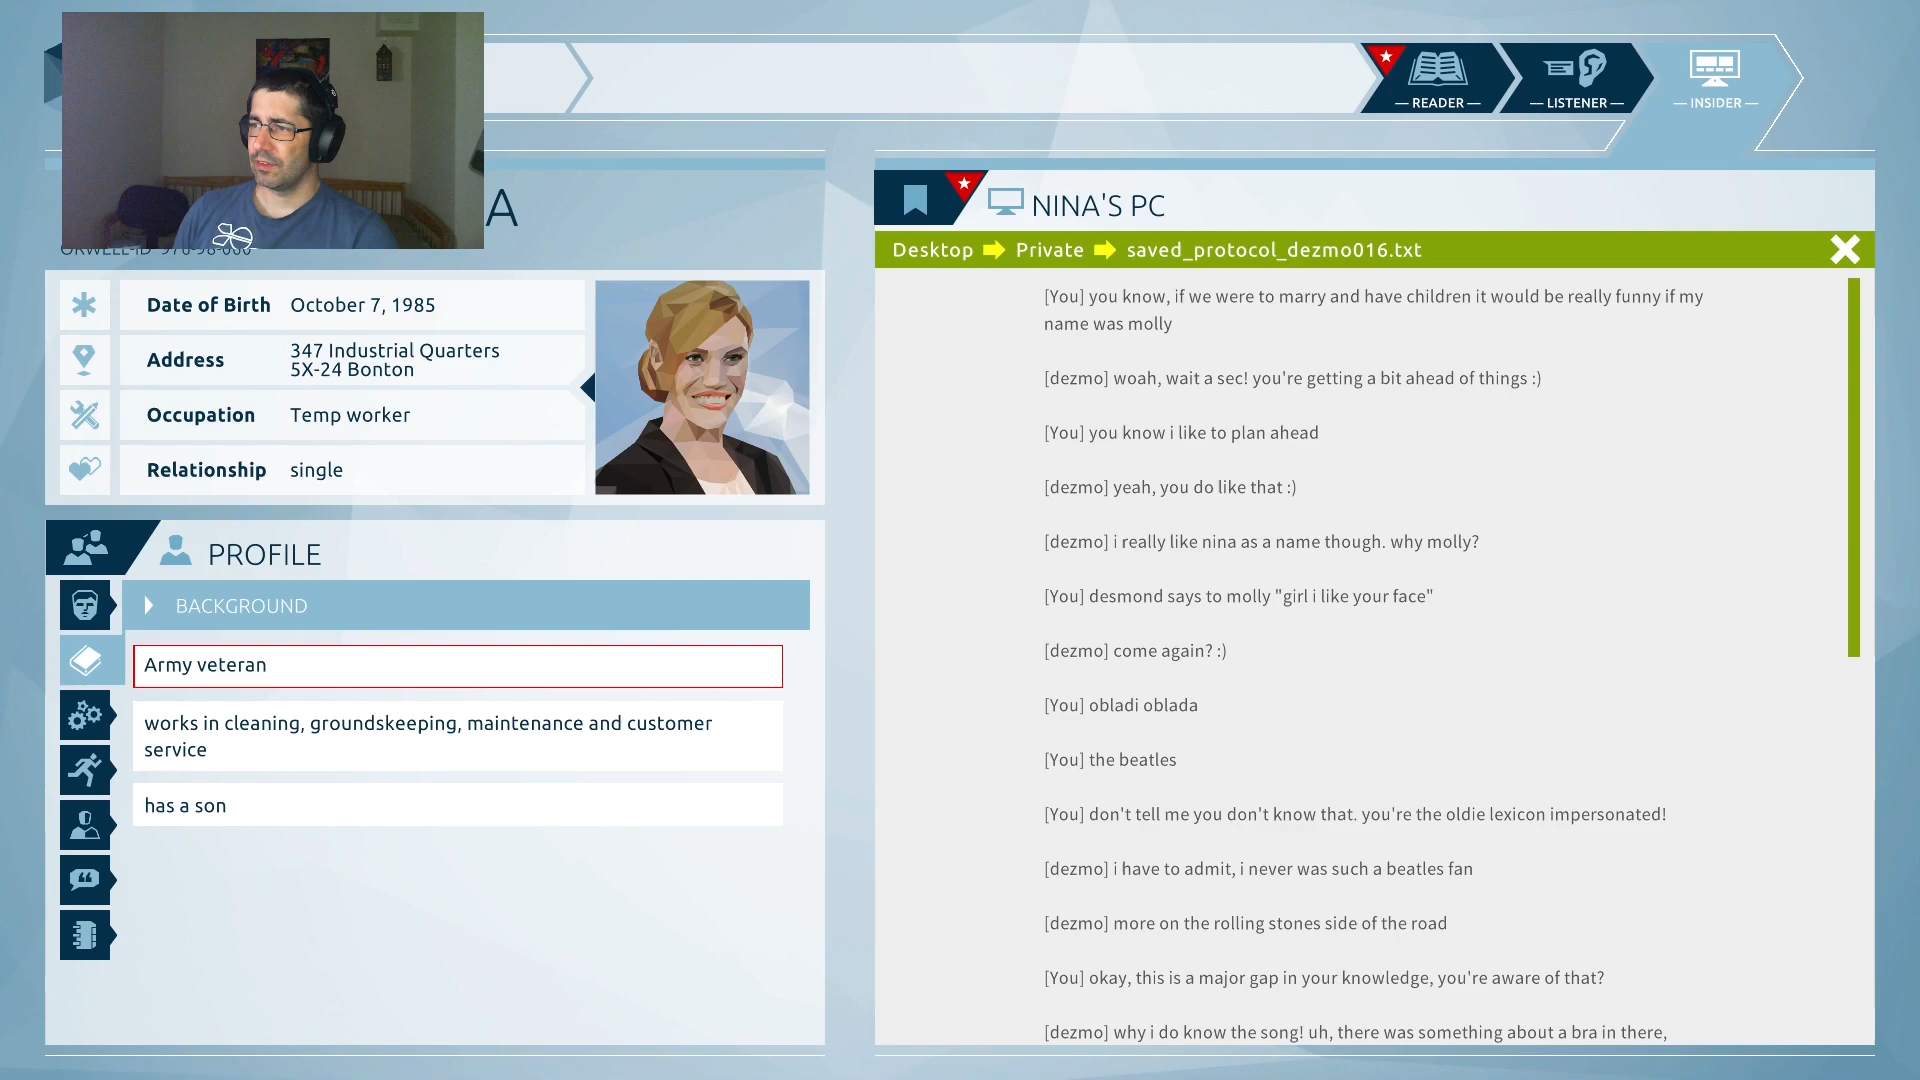 READER
LISTENER
INSIDER
A
NINA'S PC
Desktop Private saved_protocol_dezmo016.txt
Date of Birth October 7, 1985
Address 347 Industrial Quarters
5X-24 Bonton
Occupation Temp worker
Relationship single
PROFILE
BACKGROUND
Army veteran
works in cleaning, groundskeeping, maintenance and customer
service
has a son
[You] you know, if we were to marry and have children it would be really funny if my
name was molly
[dezmo] woah, wait a sec! you're getting a bit ahead of things :)
[You] you know i like to plan ahead
[dezmo] yeah, you do like that :)
[dezmo] i really like nina as a name though. why molly?
[You] desmond says to molly "girl i like your face"
[dezmo] come again? :)
[You] obladi oblada
[You] the beatles
[You] don't tell me you don't know that. you're the oldie lexicon impersonated!
[dezmo] i have to admit, i never was such a beatles fan
[dezmo] more on the rolling stones side of the road
[You] okay, this is a major gap in your knowledge, you're aware of that?
[dezmo] why i do know the song! uh, there was something about a bra in there,